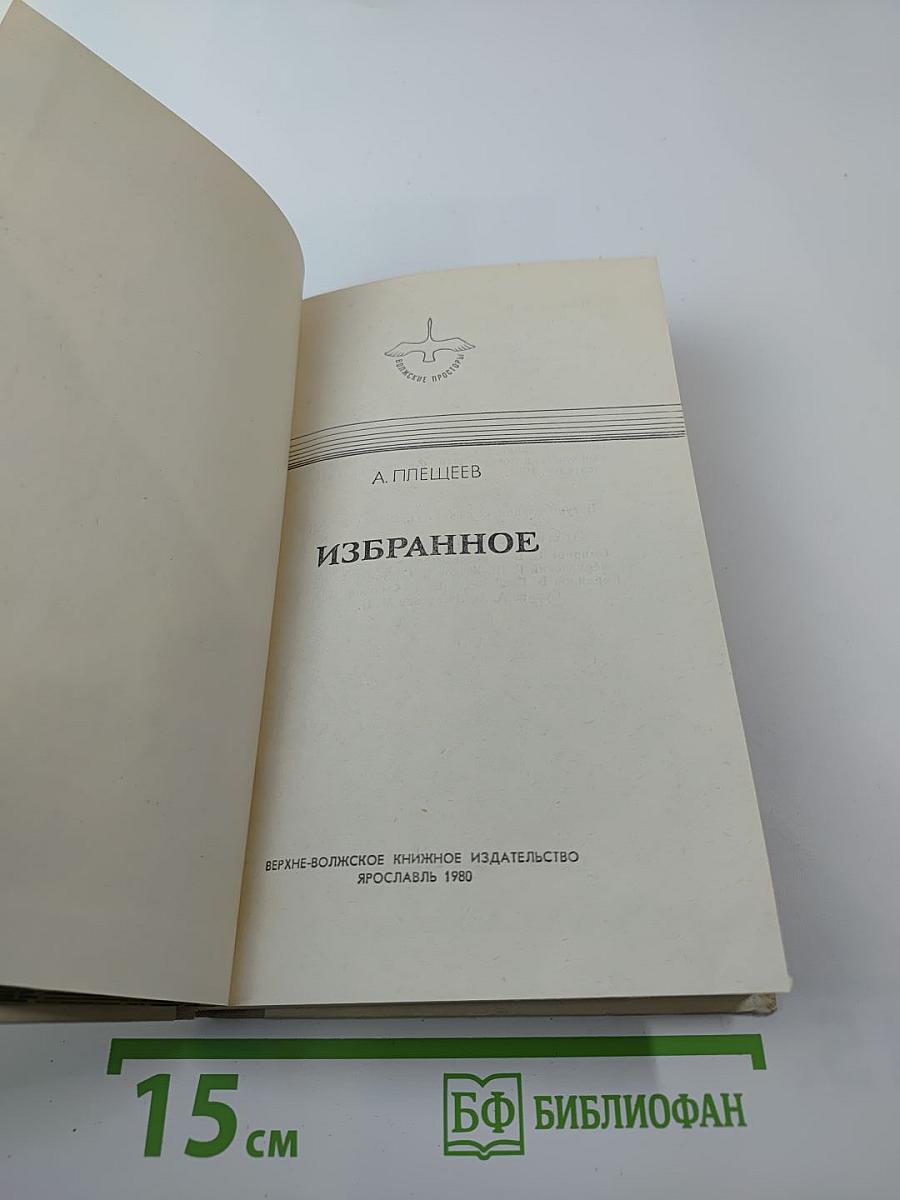 ВОЛЖСКИЕ ПРОСТОРЫ
А. ПЛЕЩЕЕВ
ИЗБРАННОЕ
ВЕРХНЕ-ВОЛЖСКОЕ КНИЖНОЕ ИЗДАТЕЛЬСТВО
ЯРОСЛАВЛЬ 1980
15 см
БФ БИБЛИОФАН